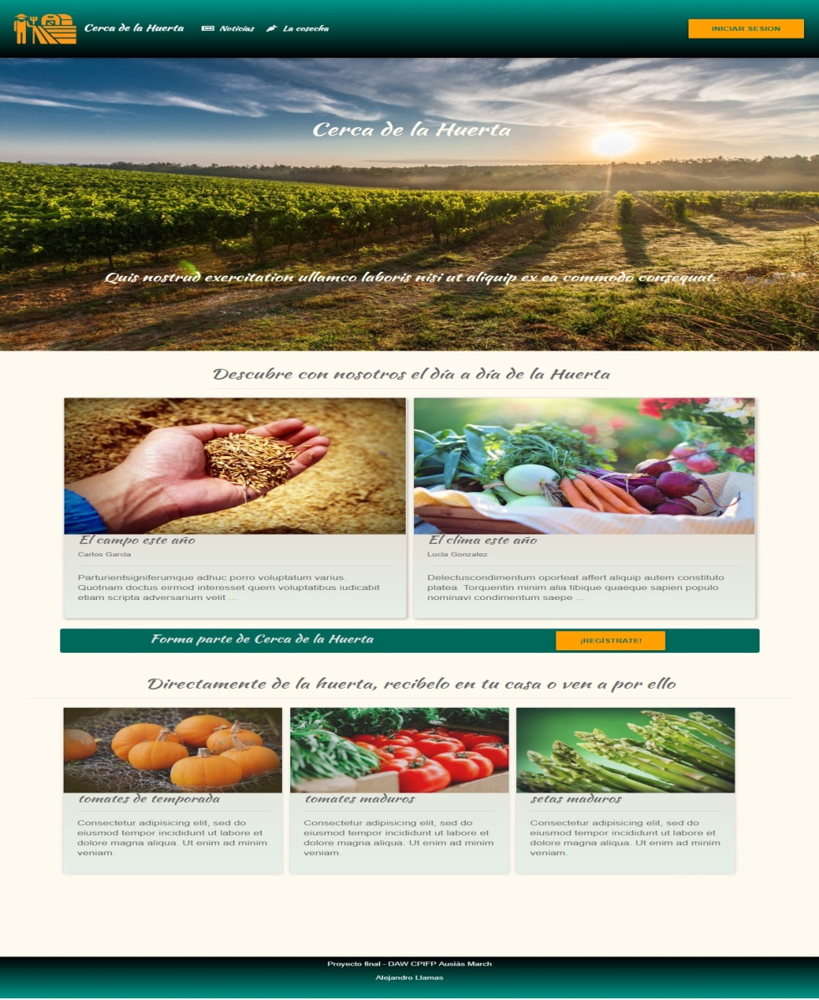 Cerca de la Huerta
Noticias
La cosecha
INICIAR SESION
Cerca de la Huerta
Quis nostrud exercitation ullamco laboris nisi ut aliquip ex ea commodo consequat.
Descubre con nosotros el día a día de la Huerta
El campo este año
Carlos Garcia
Parturientsigniferumque adhuc porro voluptatum varius.
Quotnam doctus eirmod interesset quem voluptatibus iudicabit
etiam scripta adversarium velit ...
El clima este año
Lucia Gonzalez
Delectuscondimentum oporteat affert aliquip autem constituto
platea. Torquentin minim alia tibique quaeque sapien populo
nominavi condimentum saepe ...
Forma parte de Cerca de la Huerta
¡REGÍSTRATE!
Directamente de la huerta, recibelo en tu casa o ven a por ello
tomates de temporada
Consectetur adipisicing elit, sed do
eiusmod tempor incididunt ut labore et
dolore magna aliqua. Ut enim ad minim
veniam.
tomates maduros
Consectetur adipisicing elit, sed do
eiusmod tempor incididunt ut labore et
dolore magna aliqua. Ut enim ad minim
veniam.
setas maduros
Consectetur adipisicing elit, sed do
eiusmod tempor incididunt ut labore et
dolore magna aliqua. Ut enim ad minim
veniam.
Proyecto final - DAW CPIFP Ausiàs March
Alejandro Llamas